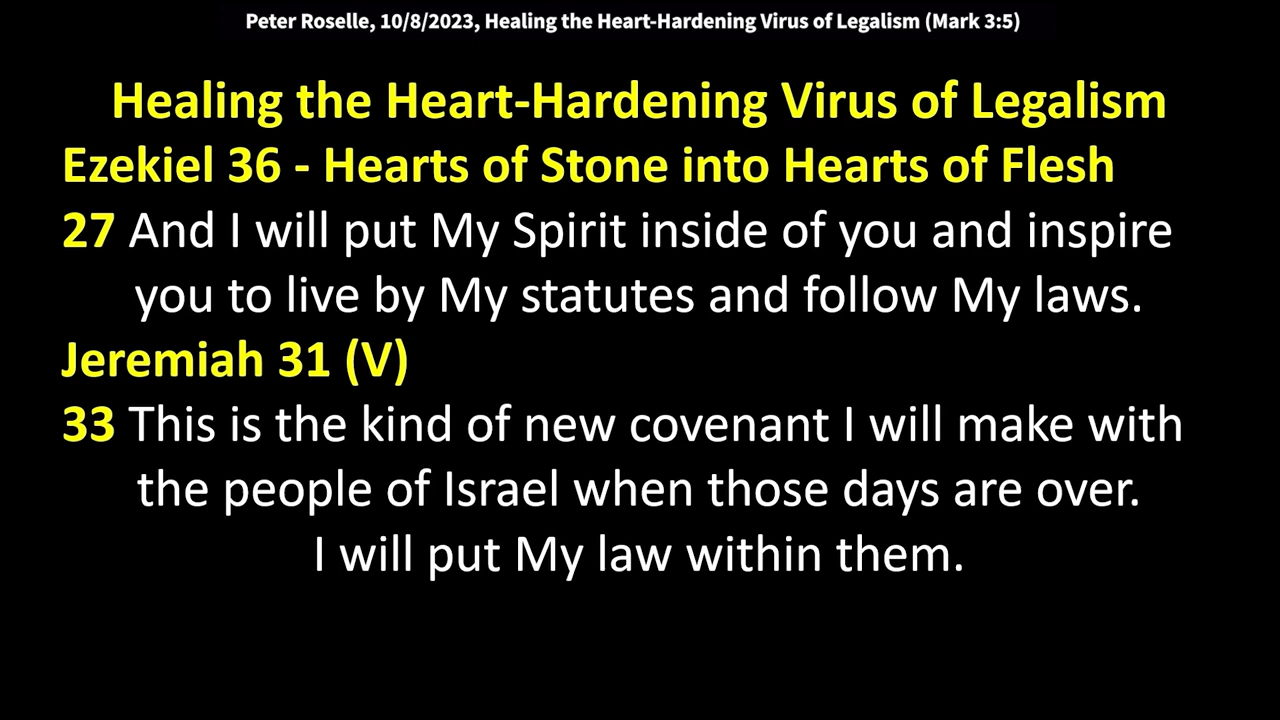 Peter Roselle, 10/8/2023, Healing the Heart-Hardening Virus of Legalism (Mark 3:5)
Healing the Heart-Hardening Virus of Legalism
Ezekiel 36 - Hearts of Stone into Hearts of Flesh
27 And I will put My Spirit inside of you and inspire
you to live by My statutes and follow My laws.
Jeremiah 31 (V)
33 This is the kind of new covenant I will make with
the people of Israel when those days are over.
I will put My law within them.